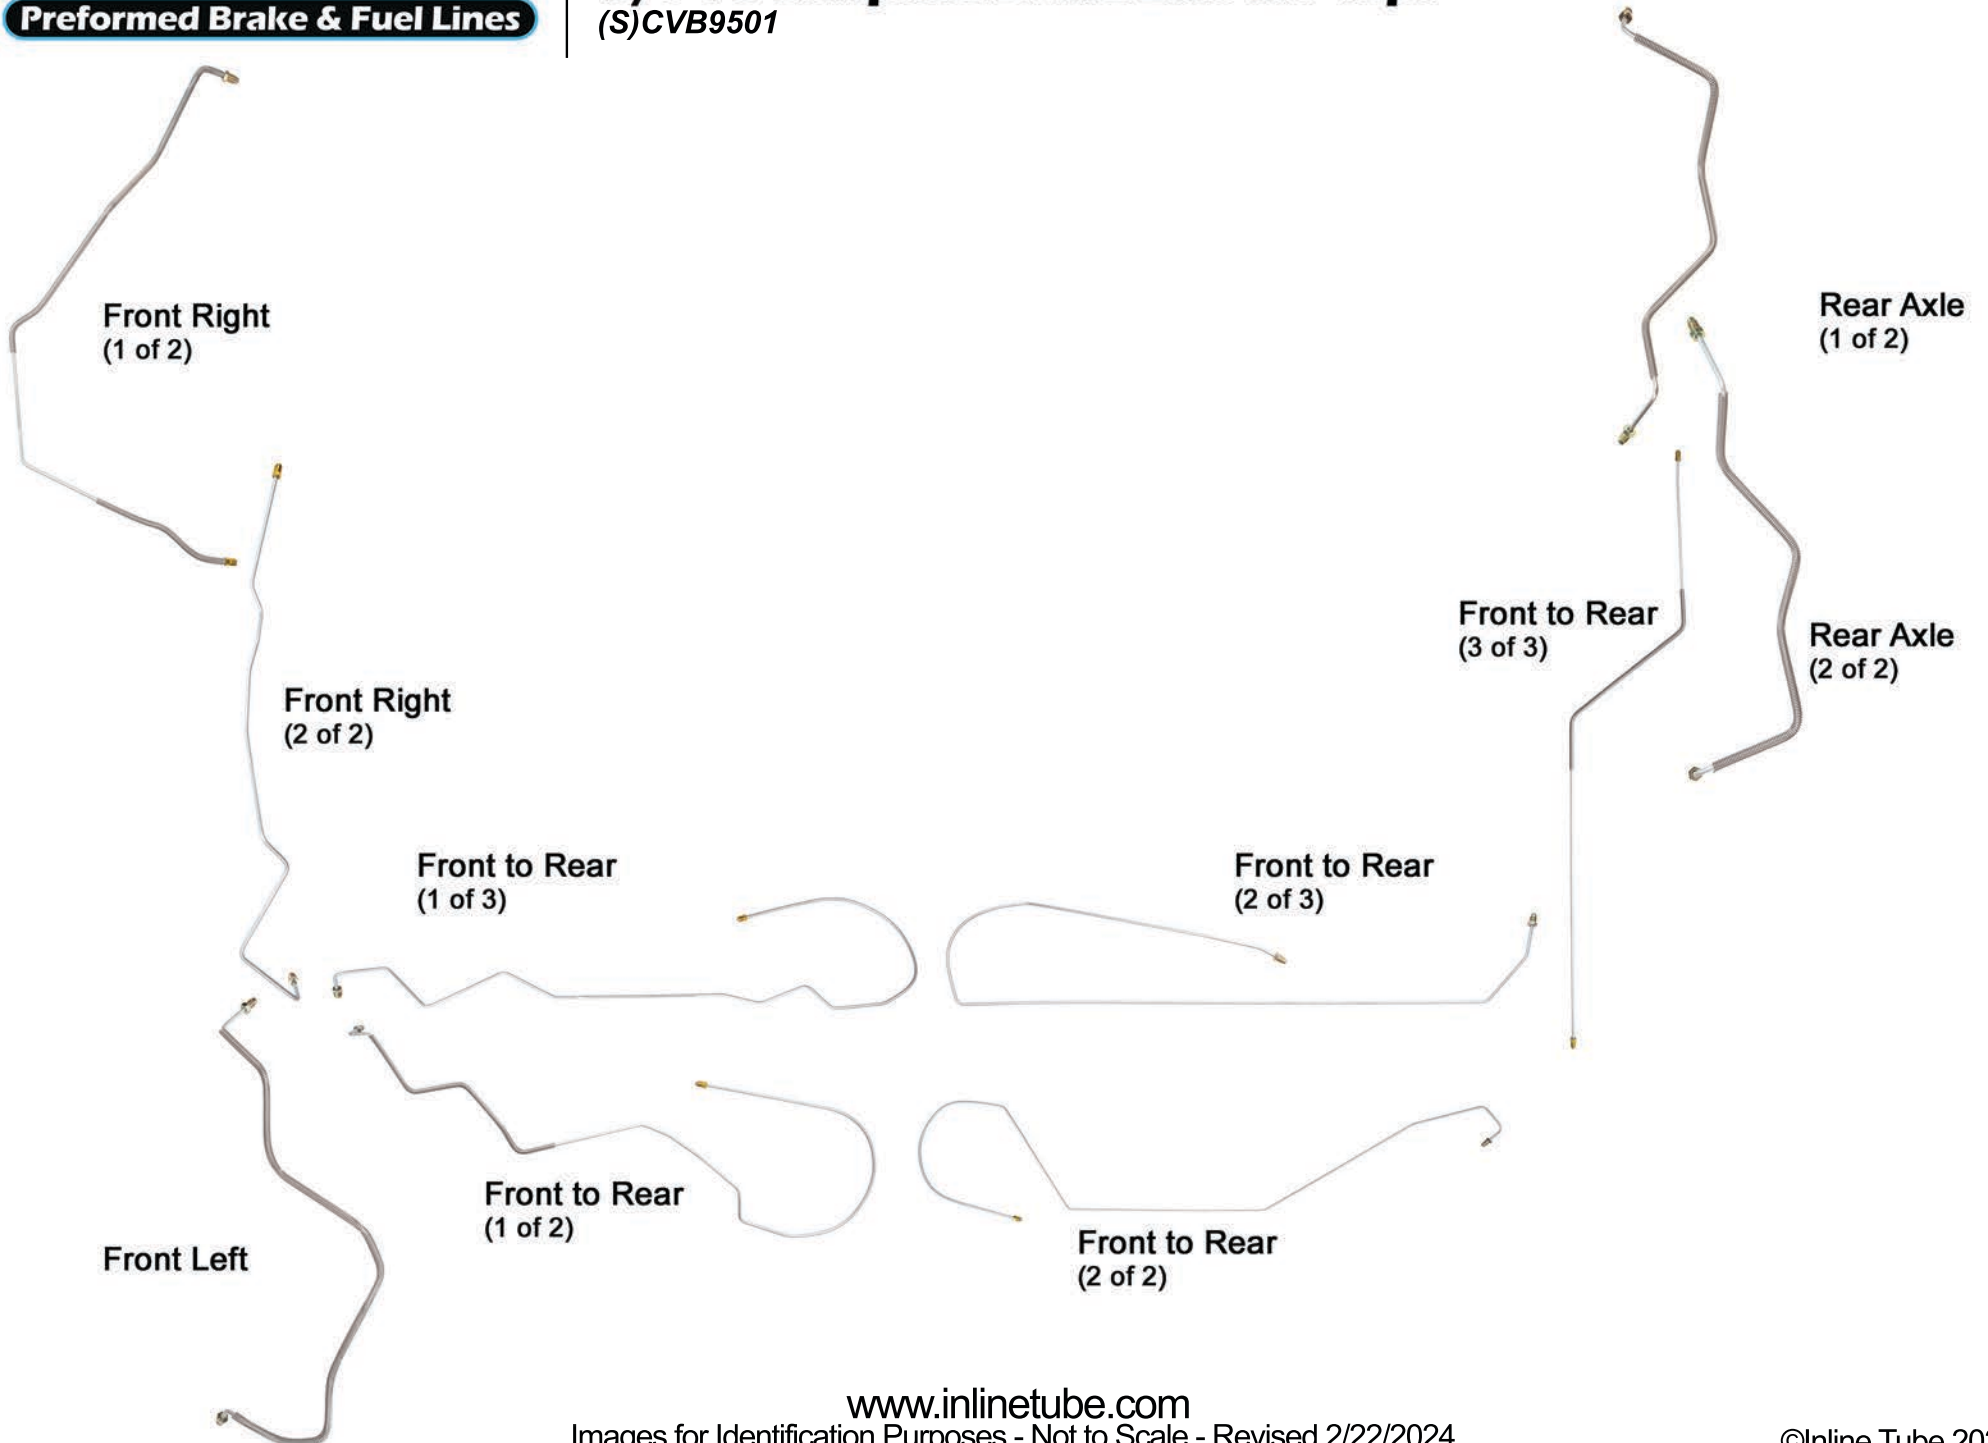 Preformed Brake & Fuel Lines
(S)CVB9501
Front Right
(1 of 2)
Rear Axle
(1 of 2)
Front to Rear
(3 of 3)
Rear Axle
(2 of 2)
Front Right
(2 of 2)
Front to Rear
(1 of 3)
Front to Rear
(2 of 3)
Front to Rear
(1 of 2)
Front Left
Front to Rear
(2 of 2)
www.inlinetube.com
Images for Identification Purposes - Not to Scale - Revised 2/22/2024
©Inline Tube